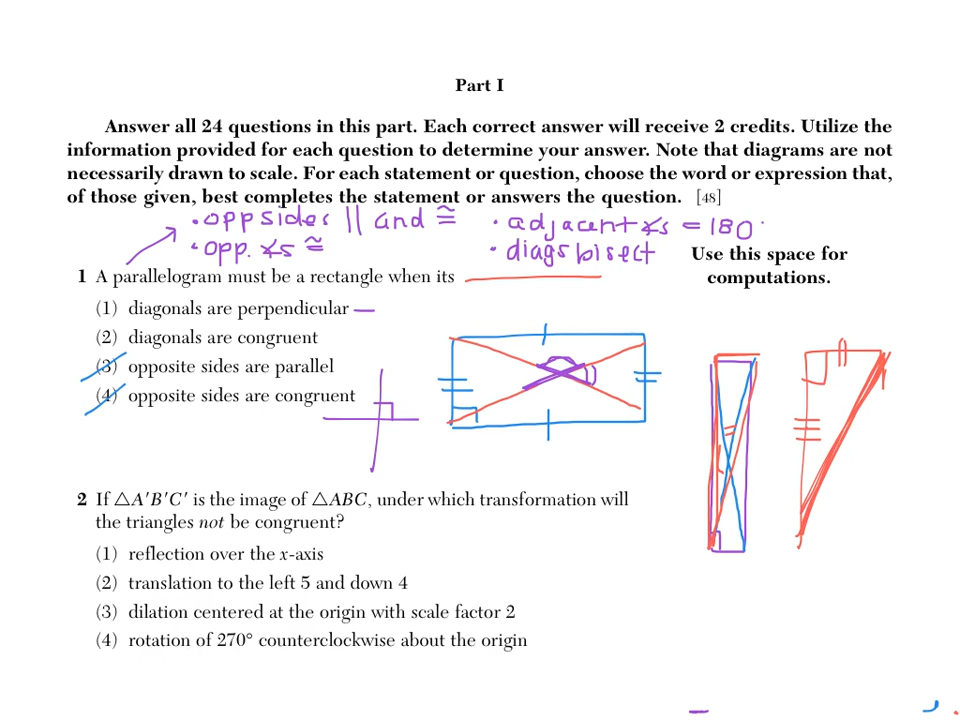 Part I
Answer all 24 questions in this part. Each correct answer will receive 2 credits. Utilize the
information provided for each question to determine your answer. Note that diagrams are not
necessarily drawn to scale. For each statement or question, choose the word or expression that,
of those given, best completes the statement or answers the question. [48]
• opp sides || and ≅
• opp. ∡s ≅
• adjacent ∡s = 180
• diags bisect
Use this space for
computations.
1 A parallelogram must be a rectangle when its
(1) diagonals are perpendicular
(2) diagonals are congruent
(3) opposite sides are parallel
(4) opposite sides are congruent
2 If △A′B′C′ is the image of △ABC, under which transformation will
the triangles not be congruent?
(1) reflection over the x-axis
(2) translation to the left 5 and down 4
(3) dilation centered at the origin with scale factor 2
(4) rotation of 270° counterclockwise about the origin